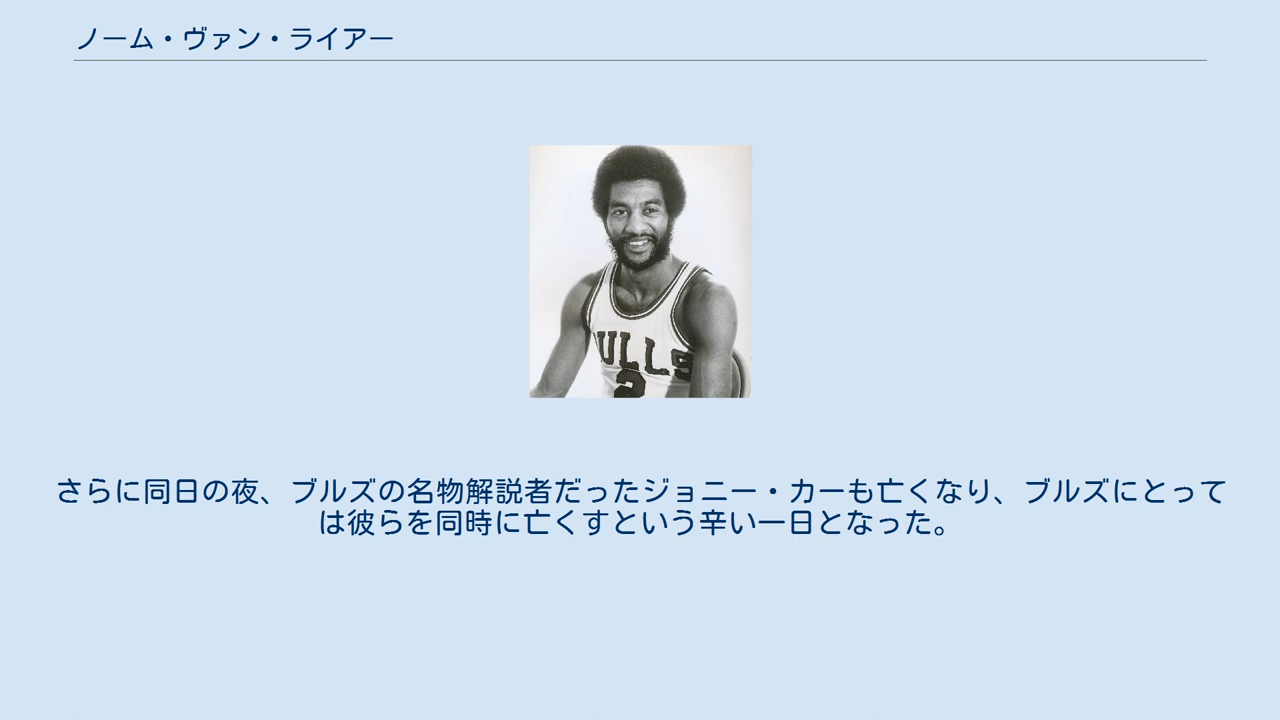 ノーム・ヴァン・ライアー
ULLS
2
さらに同日の夜、ブルズの名物解説者だったジョニー・カーも亡くなり、ブルズにとって
は彼らを同時に亡くすという辛い一日となった。